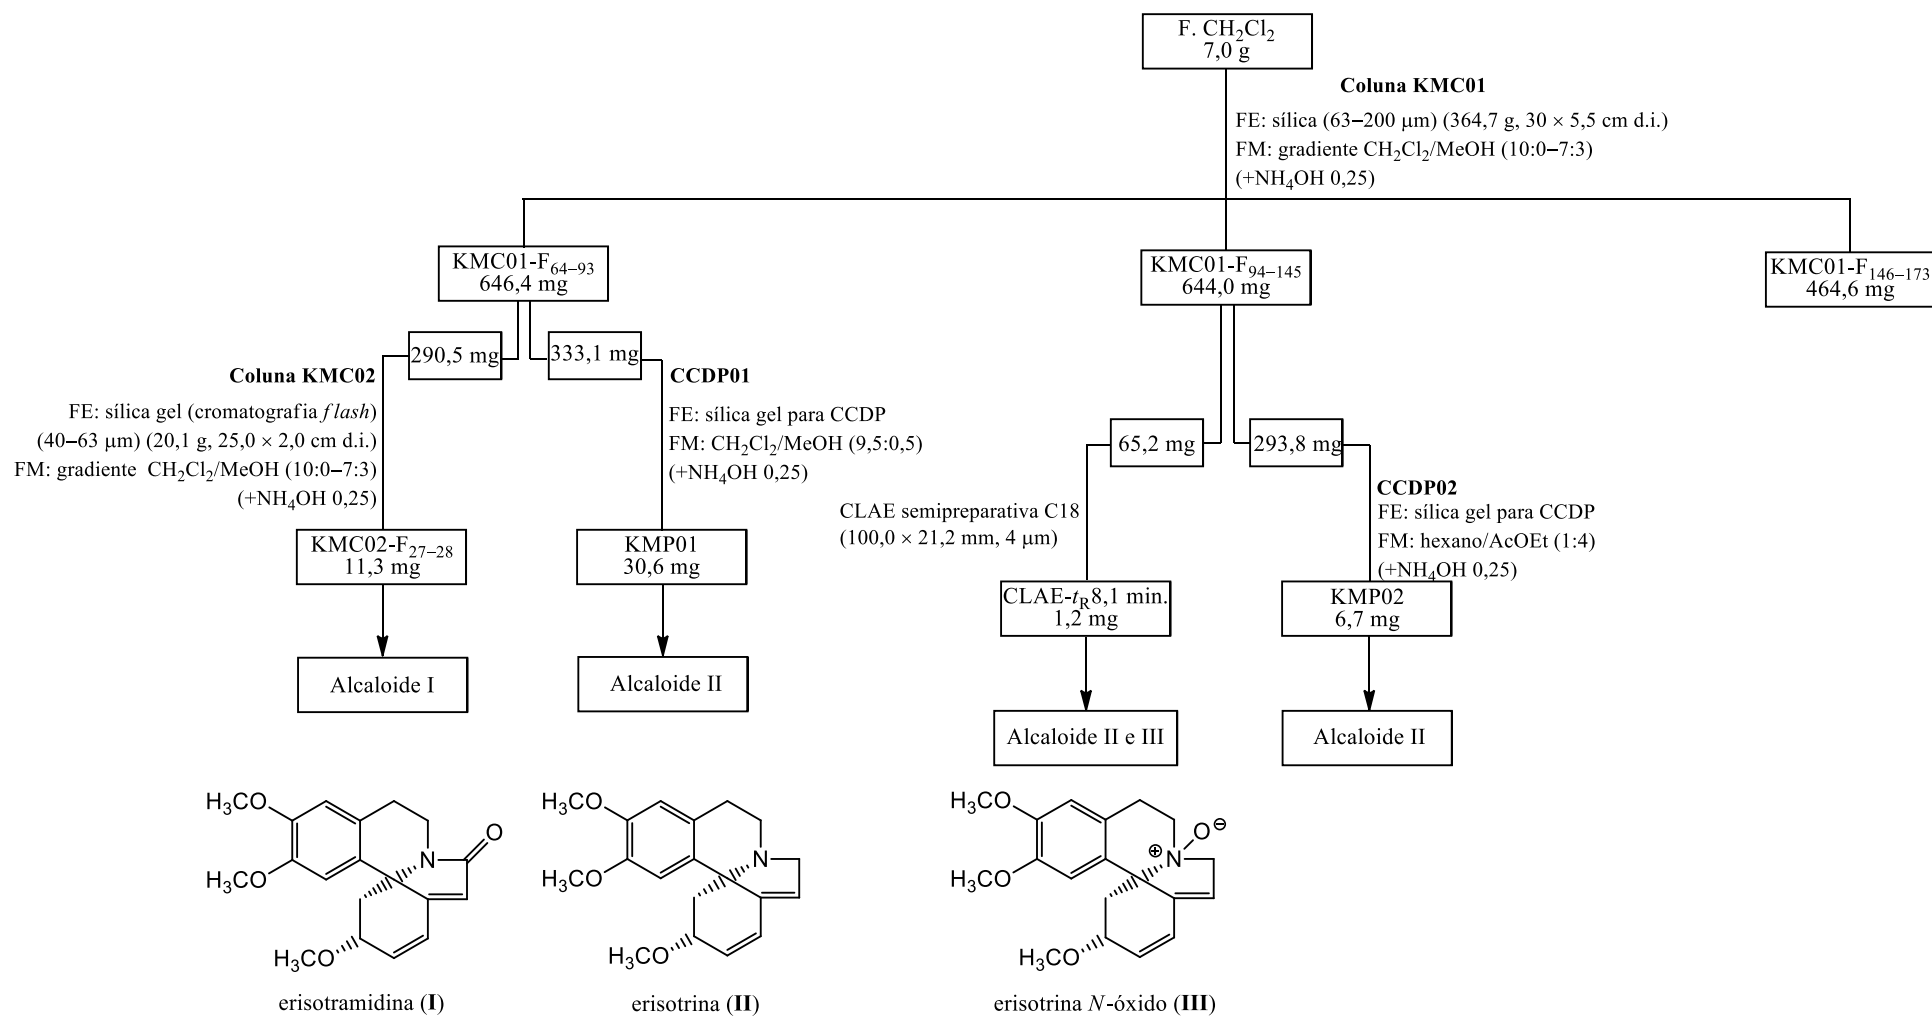 F. CH₂Cl₂
7,0 g
Coluna KMC01
FE: sílica (63–200 μm) (364,7 g, 30 × 5,5 cm d.i.)
FM: gradiente CH₂Cl₂/MeOH (10:0–7:3)
(+NH₄OH 0,25)
KMC01-F₆₄₋₉₃
646,4 mg
KMC01-F₉₄₋₁₄₅
644,0 mg
KMC01-F₁₄₆₋₁₇₃
464,6 mg
290,5 mg
333,1 mg
Coluna KMC02
FE: sílica gel (cromatografia flash)
(40–63 μm) (20,1 g, 25,0 × 2,0 cm d.i.)
FM: gradiente CH₂Cl₂/MeOH (10:0–7:3)
(+NH₄OH 0,25)
CCDP01
FE: sílica gel para CCDP
FM: CH₂Cl₂/MeOH (9,5:0,5)
(+NH₄OH 0,25)
65,2 mg
293,8 mg
CLAE semipreparativa C18
(100,0 × 21,2 mm, 4 μm)
CCDP02
FE: sílica gel para CCDP
FM: hexano/AcOEt (1:4)
(+NH₄OH 0,25)
KMC02-F₂₇₋₂₈
11,3 mg
KMP01
30,6 mg
CLAE-tR8,1 min.
1,2 mg
KMP02
6,7 mg
Alcaloide I
Alcaloide II
Alcaloide II e III
Alcaloide II
H₃CO
H₃CO
N
O
H₃CO
erisotramidina (I)
H₃CO
H₃CO
N
H₃CO
erisotrina (II)
H₃CO
H₃CO
O ⊖
⊕ N
H₃CO
erisotrina N-óxido (III)